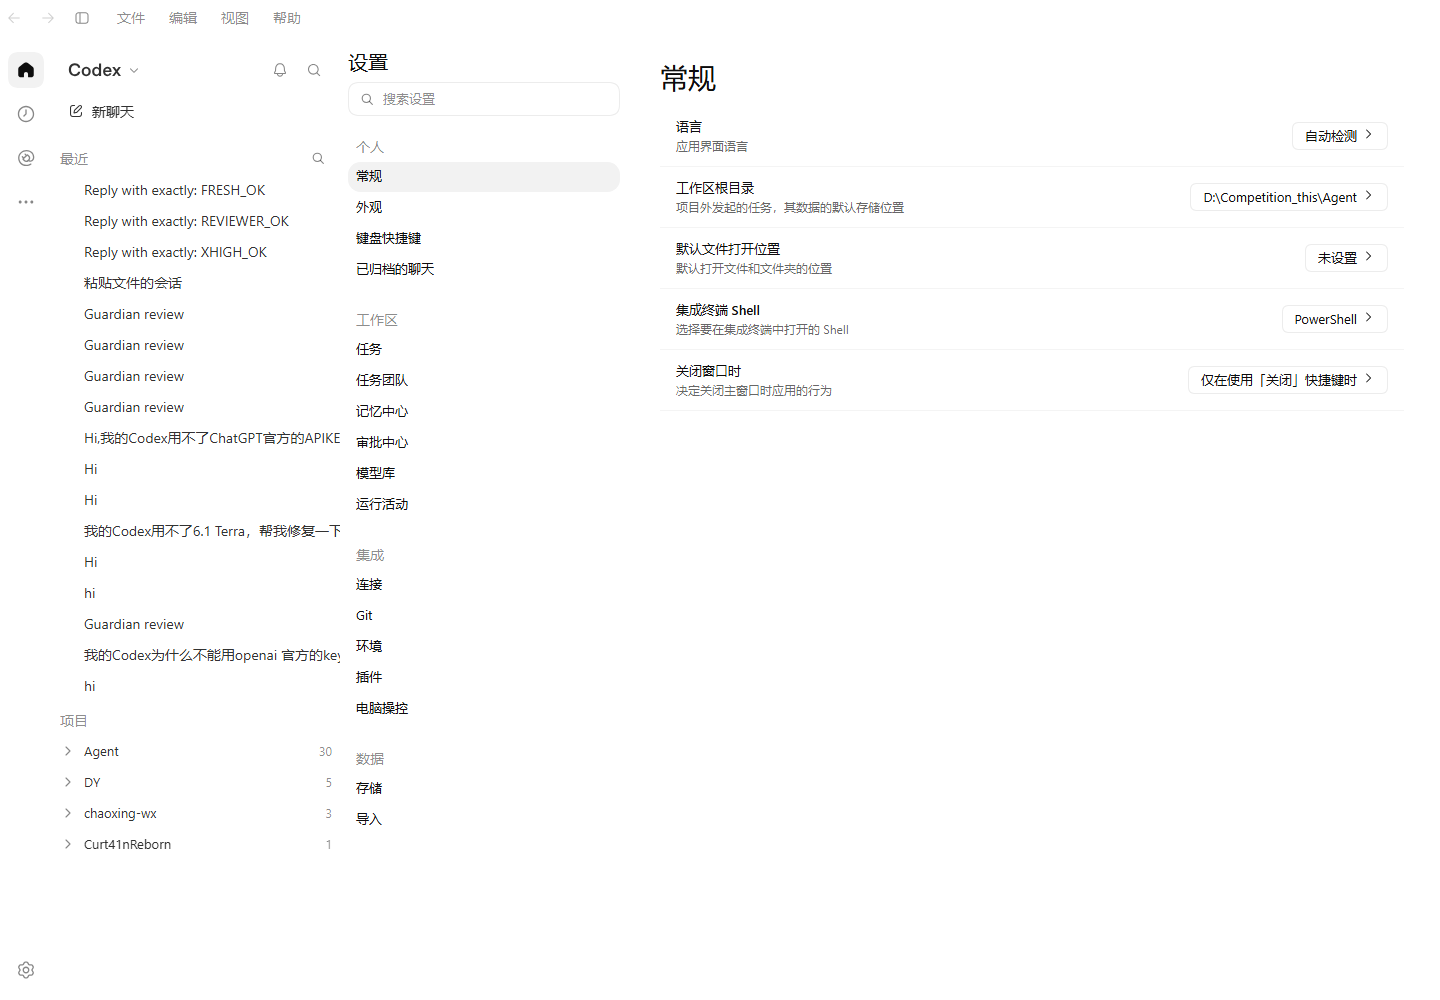 文件 编辑 视图 帮助
Codex
新聊天
最近
Reply with exactly: FRESH_OK
Reply with exactly: REVIEWER_OK
Reply with exactly: XHIGH_OK
粘贴文件的会话
Guardian review
Guardian review
Guardian review
Guardian review
Hi,我的Codex用不了ChatGPT官方的APIKE
Hi
Hi
我的Codex用不了6.1 Terra，帮我修复一下
Hi
hi
Guardian review
我的Codex为什么不能用openai 官方的key
hi
项目
Agent 30
DY 5
chaoxing-wx 3
Curt41nReborn 1
设置
搜索设置
个人
常规
外观
键盘快捷键
已归档的聊天
工作区
任务
任务团队
记忆中心
审批中心
模型库
运行活动
集成
连接
Git
环境
插件
电脑操控
数据
存储
导入
常规
语言
应用界面语言
自动检测
工作区根目录
项目外发起的任务，其数据的默认存储位置
D:\Competition_this\Agent
默认文件打开位置
默认打开文件和文件夹的位置
未设置
集成终端 Shell
选择要在集成终端中打开的 Shell
PowerShell
关闭窗口时
决定关闭主窗口时应用的行为
仅在使用「关闭」快捷键时